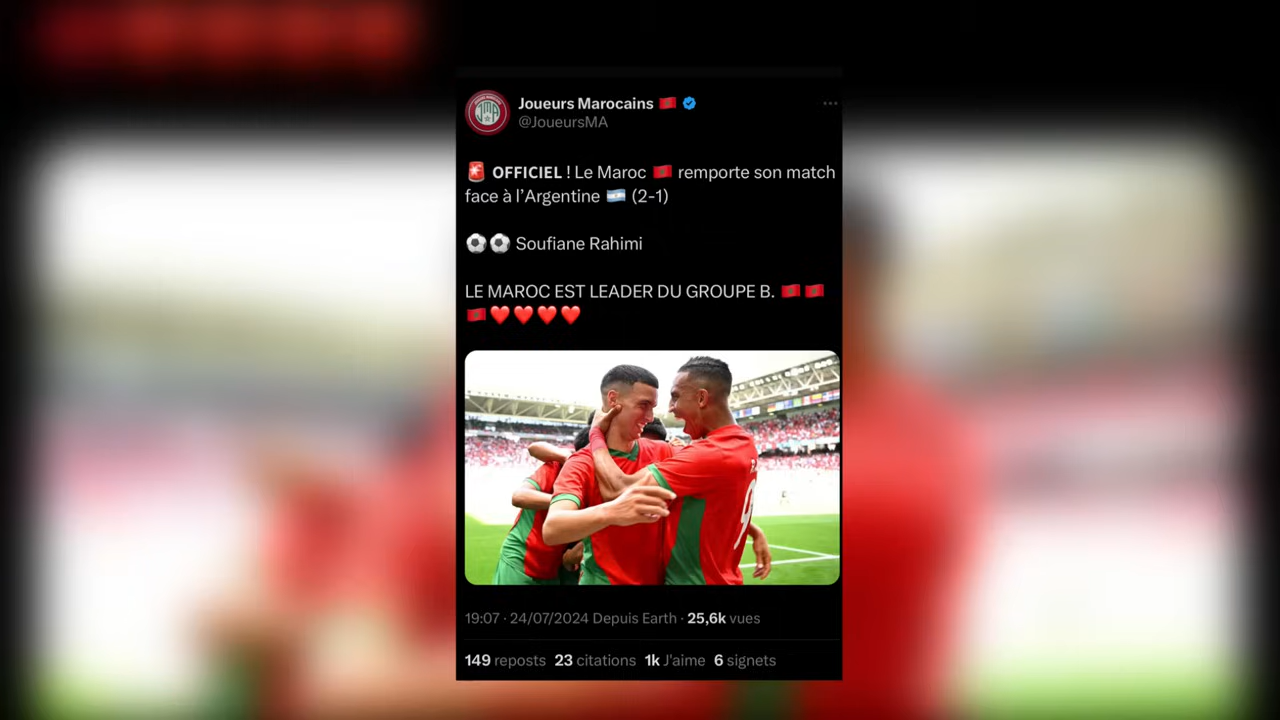 Joueurs Marocains 🇲🇦
@JoueursMA
🚨 OFFICIEL ! Le Maroc 🇲🇦 remporte son match
face à l’Argentine 🇦🇷 (2-1)
⚽⚽ Soufiane Rahimi
LE MAROC EST LEADER DU GROUPE B. 🇲🇦🇲🇦
🇲🇦❤️❤️❤️❤️
19:07 · 24/07/2024 Depuis Earth · 25,6k vues
149 reposts 23 citations 1k J'aime 6 signets